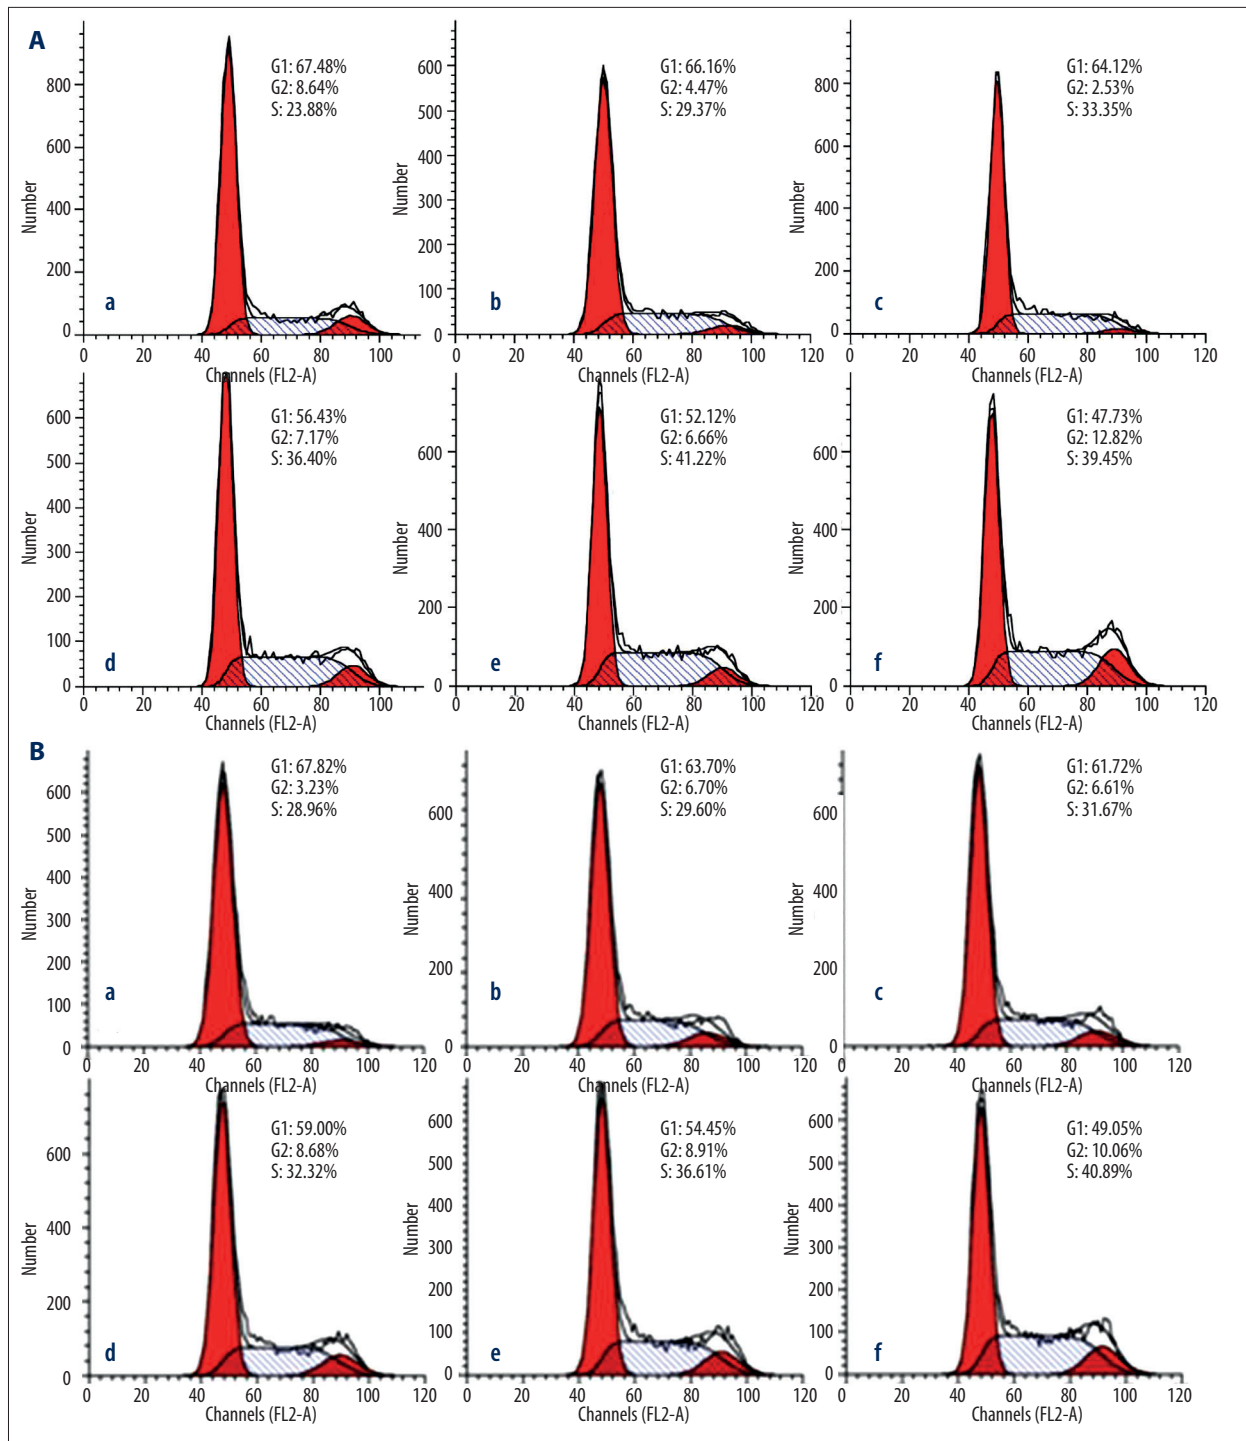 A
G1: 67.48%
G2: 8.64%
S: 23.88%
800
600
400
200
0
Number
a
0 20 40 60 80 100
Channels (FL2-A)
G1: 66.16%
G2: 4.47%
S: 29.37%
600
500
400
300
200
100
0
Number
b
0 20 40 60 80 100 120
Channels (FL2-A)
G1: 64.12%
G2: 2.53%
S: 33.35%
800
600
400
200
0
Number
c
0 20 40 60 80 100 120
Channels (FL2-A)
G1: 56.43%
G2: 7.17%
S: 36.40%
600
500
400
300
200
100
0
Number
d
0 20 40 60 80 100
Channels (FL2-A)
G1: 52.12%
G2: 6.66%
S: 41.22%
600
400
200
0
Number
e
0 20 40 60 80 100 120
Channels (FL2-A)
G1: 47.73%
G2: 12.82%
S: 39.45%
600
400
200
0
Number
f
0 20 40 60 80 100 120
Channels (FL2-A)
B
G1: 67.82%
G2: 3.23%
S: 28.96%
600
500
400
300
200
100
0
Number
a
0 20 40 60 80 100 120
Channels (FL2-A)
G1: 63.70%
G2: 6.70%
S: 29.60%
600
400
200
0
Number
b
0 20 40 60 80 100 120
Channels (FL2-A)
G1: 61.72%
G2: 6.61%
S: 31.67%
600
400
200
0
Number
c
0 20 40 60 80 100 120
Channels (FL2-A)
G1: 59.00%
G2: 8.68%
S: 32.32%
600
400
200
0
Number
d
0 20 40 60 80 100 120
Channels (FL2-A)
G1: 54.45%
G2: 8.91%
S: 36.61%
600
500
400
300
200
100
0
Number
e
0 20 40 60 80 100 120
Channels (FL2-A)
G1: 49.05%
G2: 10.06%
S: 40.89%
600
500
400
300
200
100
0
Number
f
0 20 40 60 80 100 120
Channels (FL2-A)